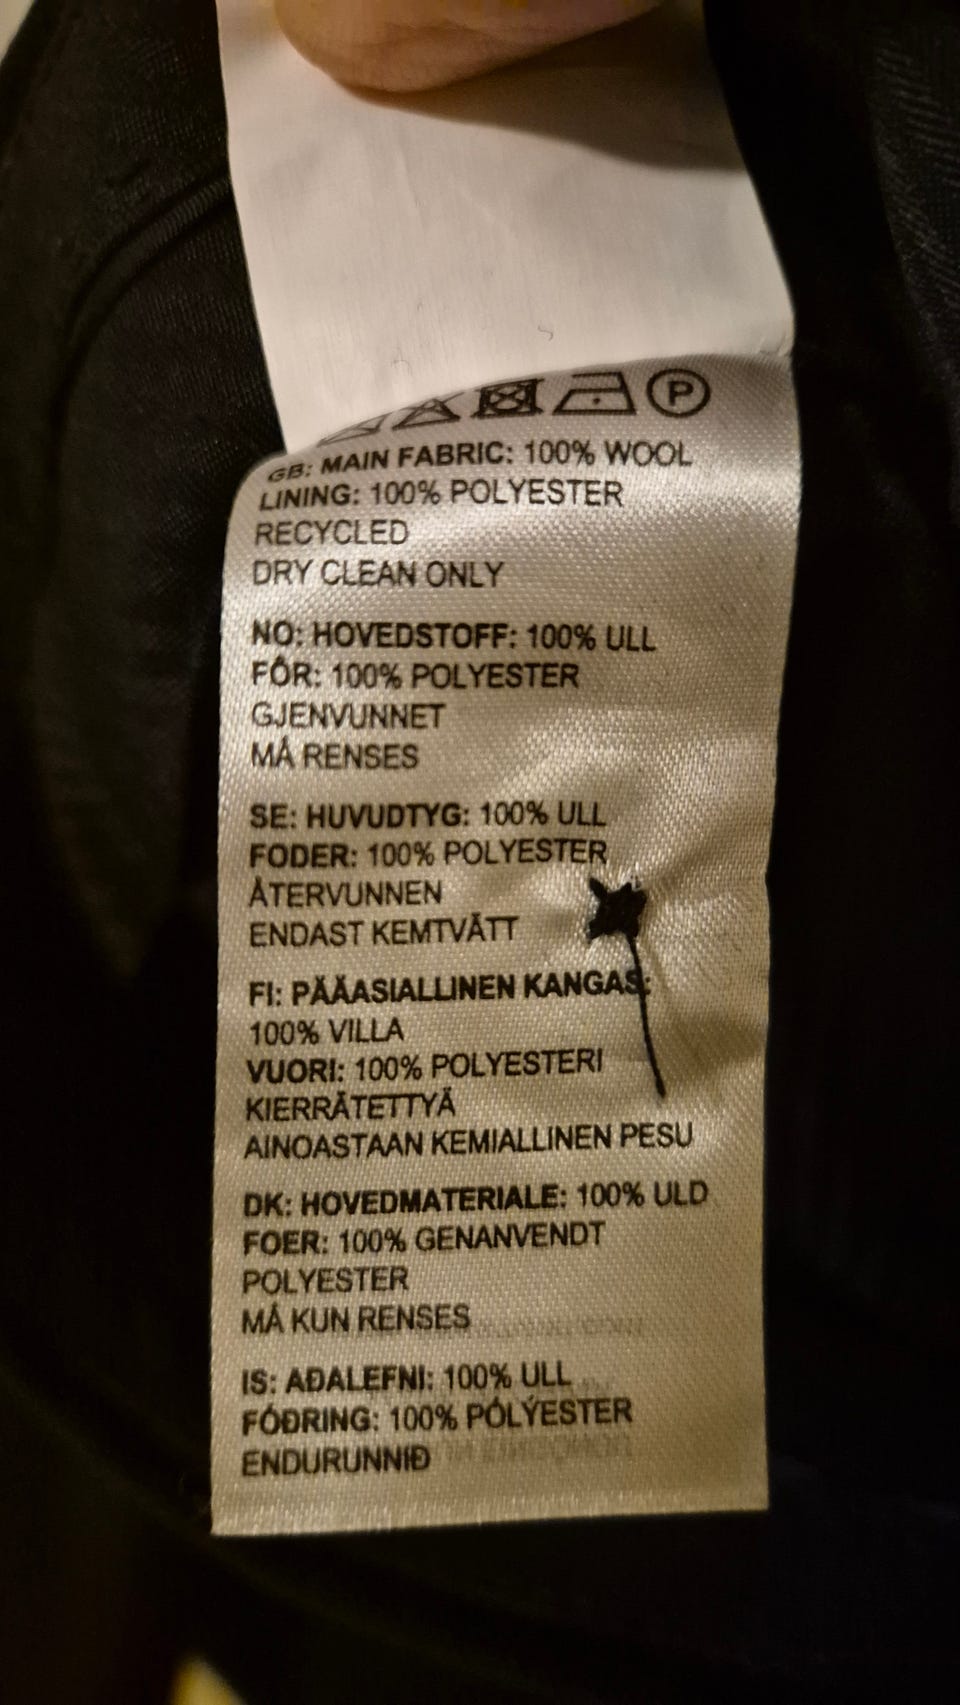 P
GB: MAIN FABRIC: 100% WOOL
LINING: 100% POLYESTER
RECYCLED
DRY CLEAN ONLY
NO: HOVEDSTOFF: 100% ULL
FÔR: 100% POLYESTER
GJENVUNNET
MÅ RENSES
SE: HUVUDTYG: 100% ULL
FODER: 100% POLYESTER
ÅTERVUNNEN
ENDAST KEMTVÄTT
FI: PÄÄASIALLINEN KANGAS:
100% VILLA
VUORI: 100% POLYESTERI
KIERRÄTETTYÄ
AINOASTAAN KEMIALLINEN PESU
DK: HOVEDMATERIALE: 100% ULD
FOER: 100% GENANVENDT
POLYESTER
MÅ KUN RENSES
IS: AÐALEFNI: 100% ULL
FÓÐRING: 100% PÓLÝESTER
ENDURUNNIÐ